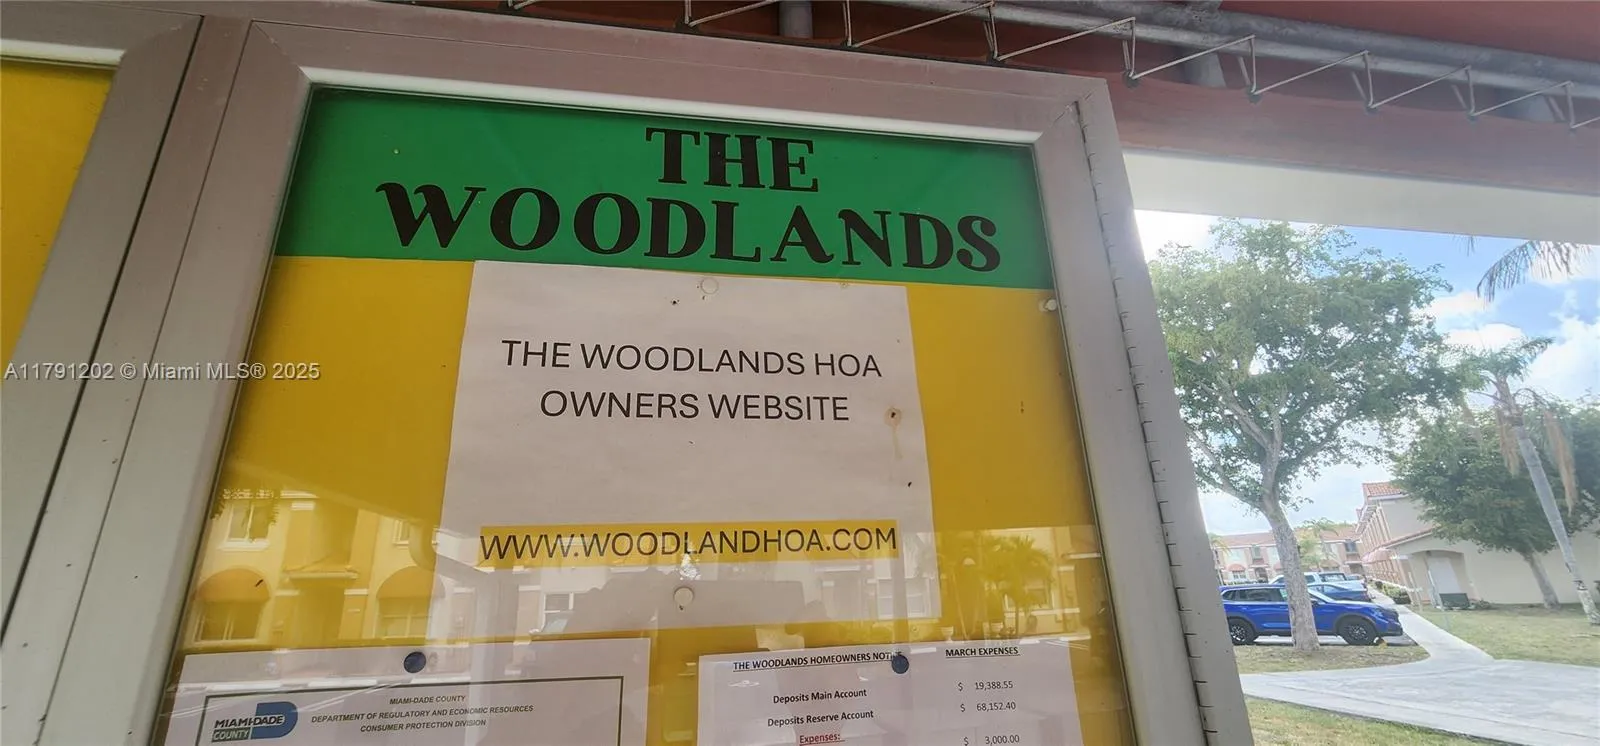 THE
WOODLANDS
THE WOODLANDS HOA
OWNERS WEBSITE
WWW.WOODLANDHOA.COM
A11791202 © Miami MLS® 2025
MIAMI-DADE COUNTY
DEPARTMENT OF REGULATORY AND ECONOMIC RESOURCES
CONSUMER PROTECTION DIVISION
MIAMI-DADE
COUNTY
THE WOODLANDS HOMEOWNERS MARCH EXPENSES
Deposits Main Account $ 19,388.55
Deposits Reserve Account $ 68,152.40
Expenses: $ 3,000.00